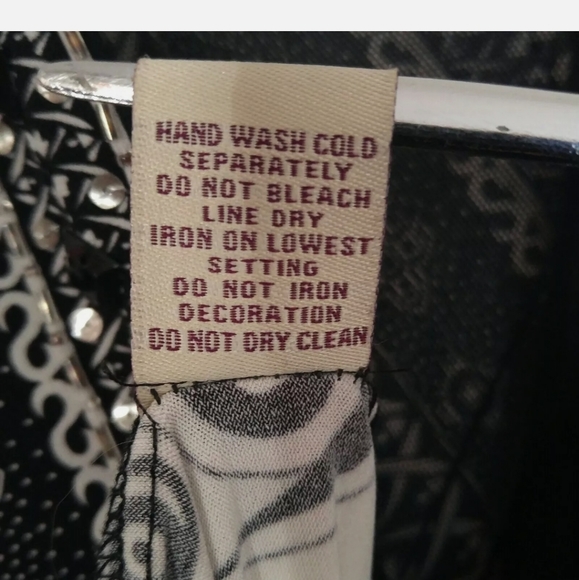 HAND WASH COLD
SEPARATELY
DO NOT BLEACH
LINE DRY
IRON ON LOWEST
SETTING
DO NOT IRON
DECORATION
DO NOT DRY CLEAN